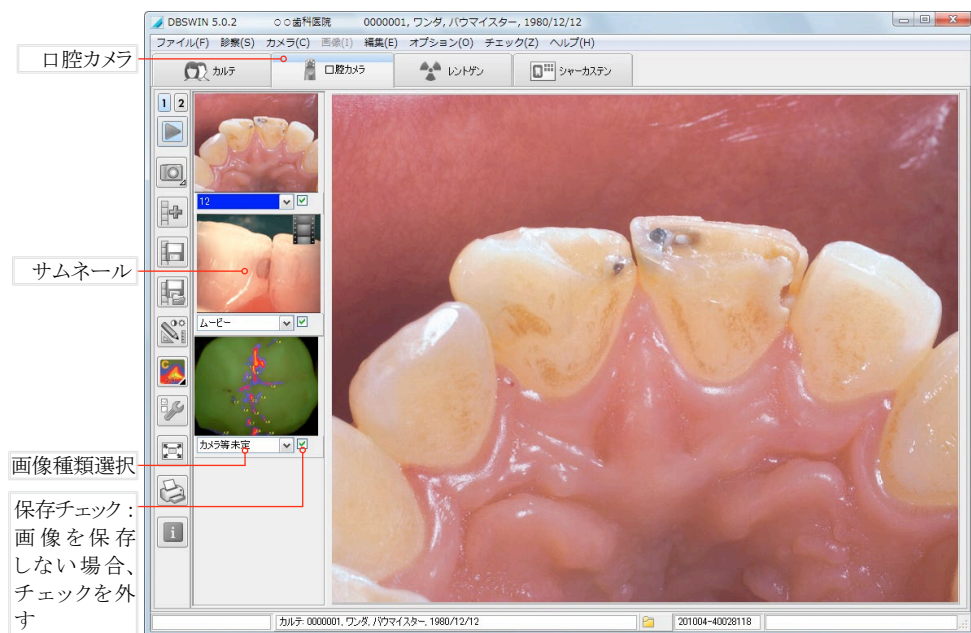 DBSWIN 5.0.2 ○○歯科医院 0000001, ワンダ, バウマイスター, 1980/12/12
ファイル(F) 診察(S) カメラ(C) 画像(I) 編集(E) オプション(O) チェック(Z) ヘルプ(H)
口腔カメラ
カルテ 口腔カメラ レントゲン シャーカステン
1 2
12
サムネール
ムービー
C
カメラ等未定
画像種類選択
保存チェック：
画像を保存
しない場合、
チェックを外
す
i
カルテ: 0000001, ワンダ, バウマイスター, 1980/12/12 201004-40028118